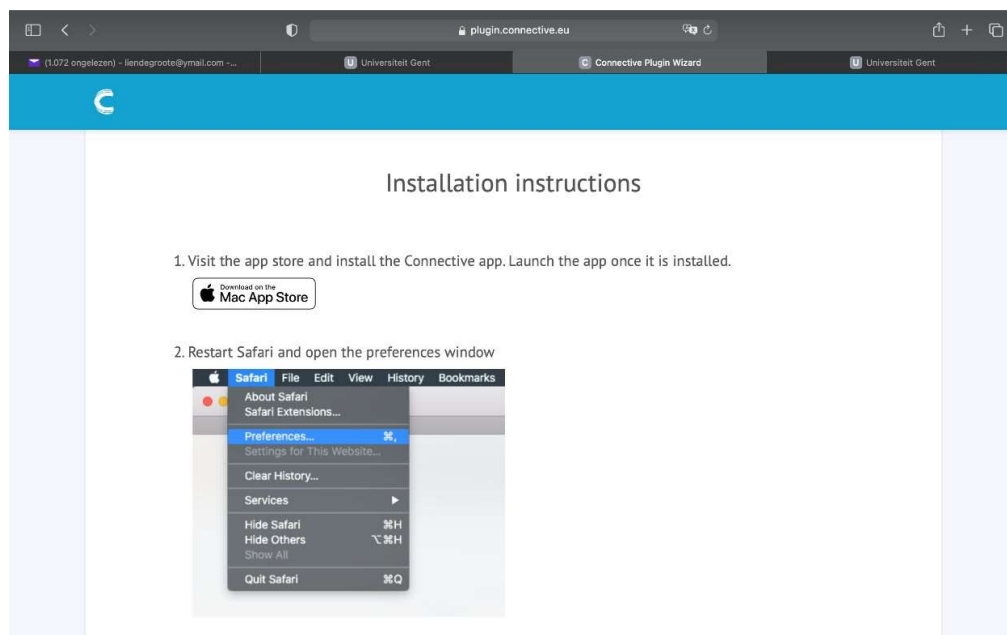 plugin.connective.eu
(1.072 ongelezen) - liendegroote@ymail.com -...
U Universiteit Gent
C Connective Plugin Wizard
U Universiteit Gent
C
Installation instructions
1. Visit the app store and install the Connective app. Launch the app once it is installed.
Download on the
Mac App Store
2. Restart Safari and open the preferences window
Safari File Edit View History Bookmarks
About Safari
Safari Extensions...
Preferences... ⌘,
Settings for This Website...
Clear History...
Services ▶
Hide Safari ⌘H
Hide Others ⌥⌘H
Show All
Quit Safari ⌘Q